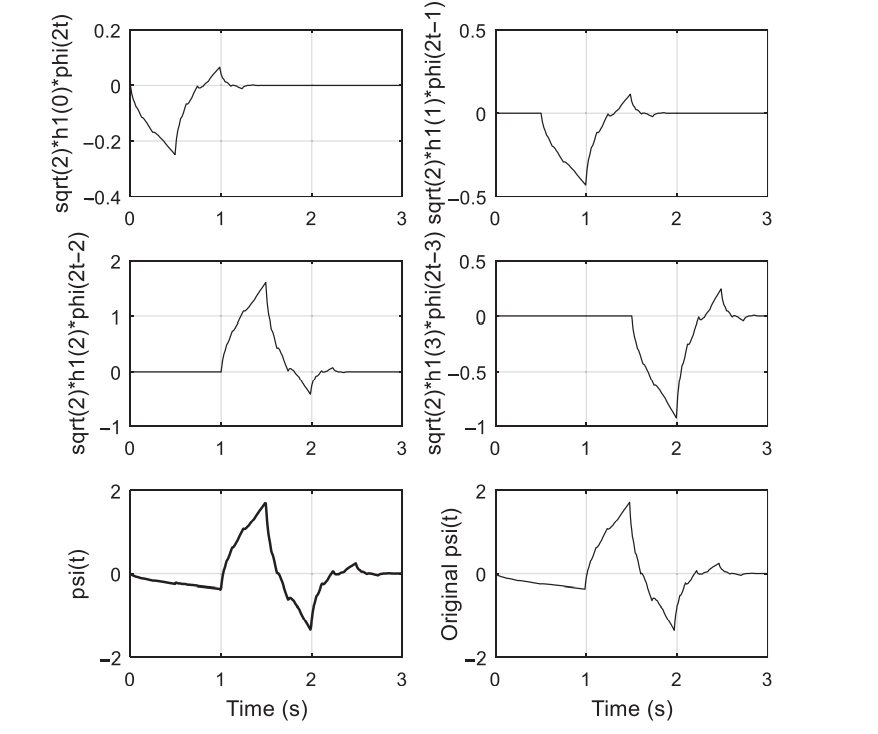 sqrt(2)*h1(0)*phi(2t)
0.2
0
−0.2
−0.4
0 1 2 3
sqrt(2)*h1(1)*phi(2t−1)
0.5
0
−0.5
0 1 2 3
sqrt(2)*h1(2)*phi(2t−2)
2
1
0
−1
0 1 2 3
sqrt(2)*h1(3)*phi(2t−3)
0.5
0
−0.5
−1
0 1 2 3
psi(t)
2
0
−2
0 1 2 3
Time (s)
Original psi(t)
2
0
−2
0 1 2 3
Time (s)